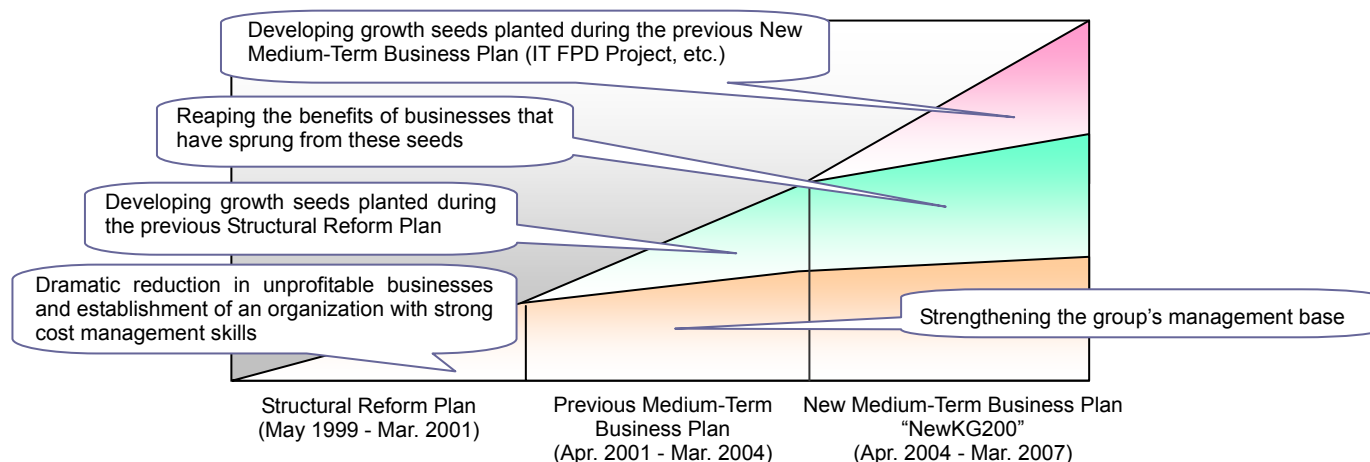 Developing growth seeds planted during the previous New
Medium-Term Business Plan (IT FPD Project, etc.)
Reaping the benefits of businesses that
have sprung from these seeds
Developing growth seeds planted during
the previous Structural Reform Plan
Dramatic reduction in unprofitable businesses
and establishment of an organization with strong
cost management skills
Strengthening the group’s management base
Structural Reform Plan
(May 1999 - Mar. 2001)
Previous Medium-Term
Business Plan
(Apr. 2001 - Mar. 2004)
New Medium-Term Business Plan
“NewKG200”
(Apr. 2004 - Mar. 2007)